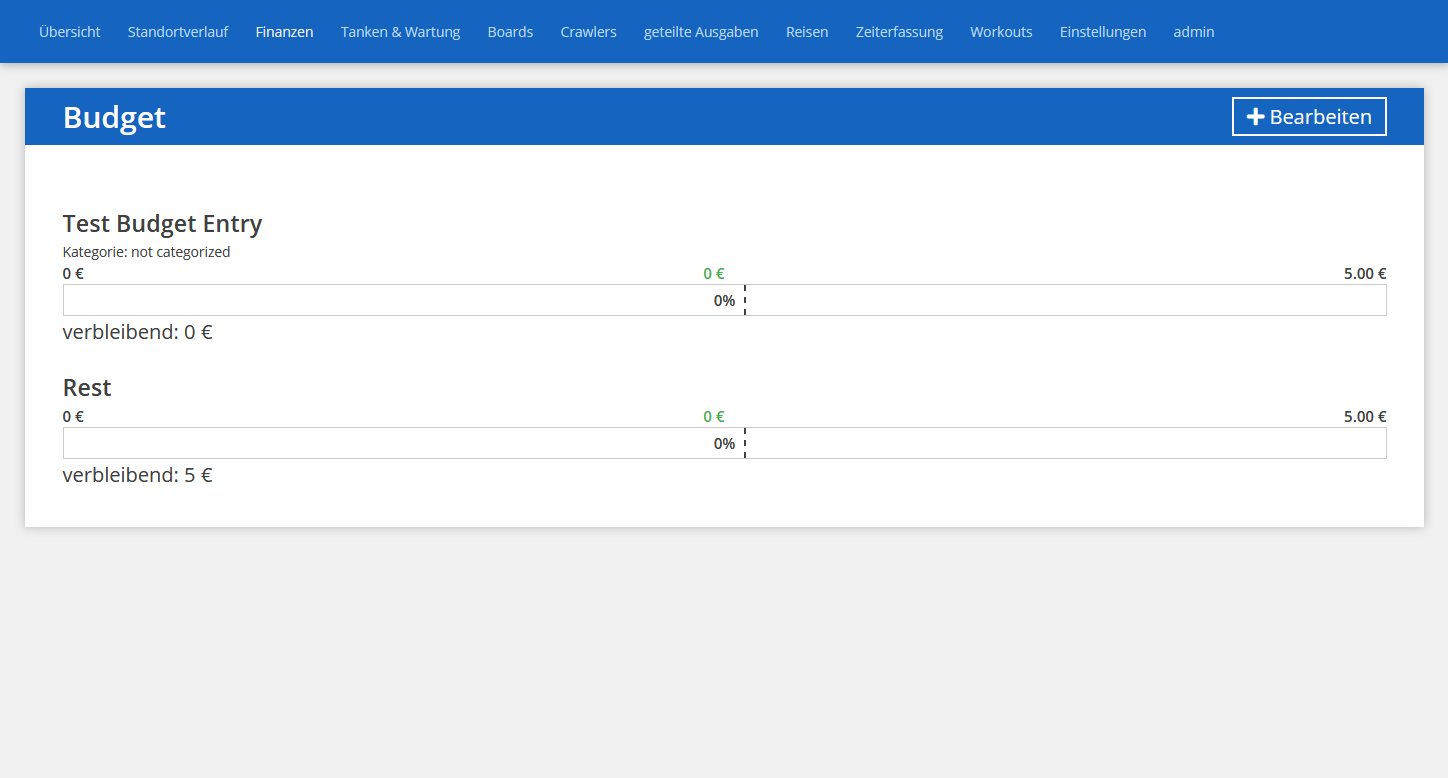 Übersicht Standortverlauf Finanzen Tanken & Wartung Boards Crawlers geteilte Ausgaben Reisen Zeiterfassung Workouts Einstellungen admin
Budget Bearbeiten
Test Budget Entry
Kategorie: not categorized
0 € 0 € 5.00 €
0%
verbleibend: 0 €
Rest
0 € 0 € 5.00 €
0%
verbleibend: 5 €